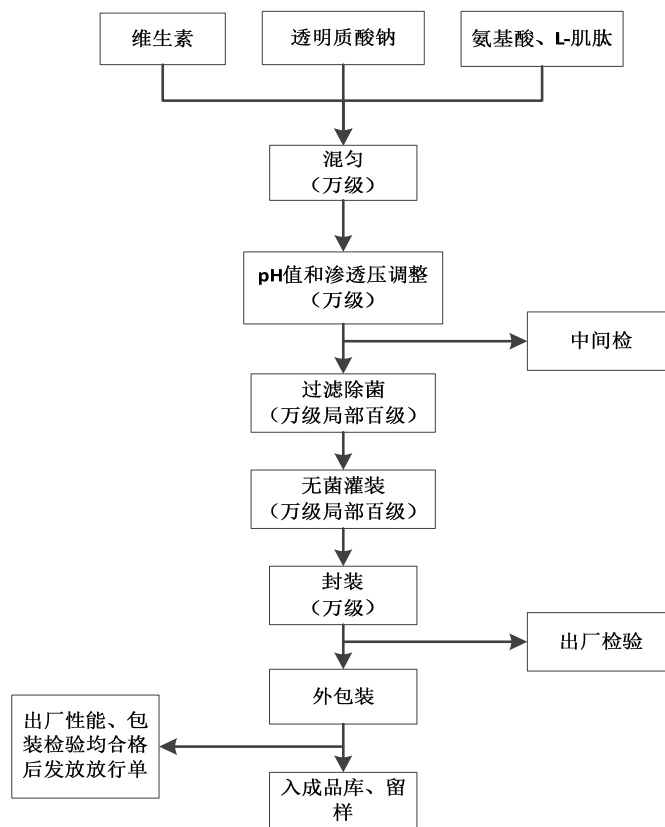 维生素
透明质酸钠
氨基酸、L-肌肽
混匀
（万级）
pH值和渗透压调整
（万级）
中间检
过滤除菌
（万级局部百级）
无菌灌装
（万级局部百级）
封装
（万级）
出厂检验
外包装
出厂性能、包
装检验均合格
后发放放行单
入成品库、留
样